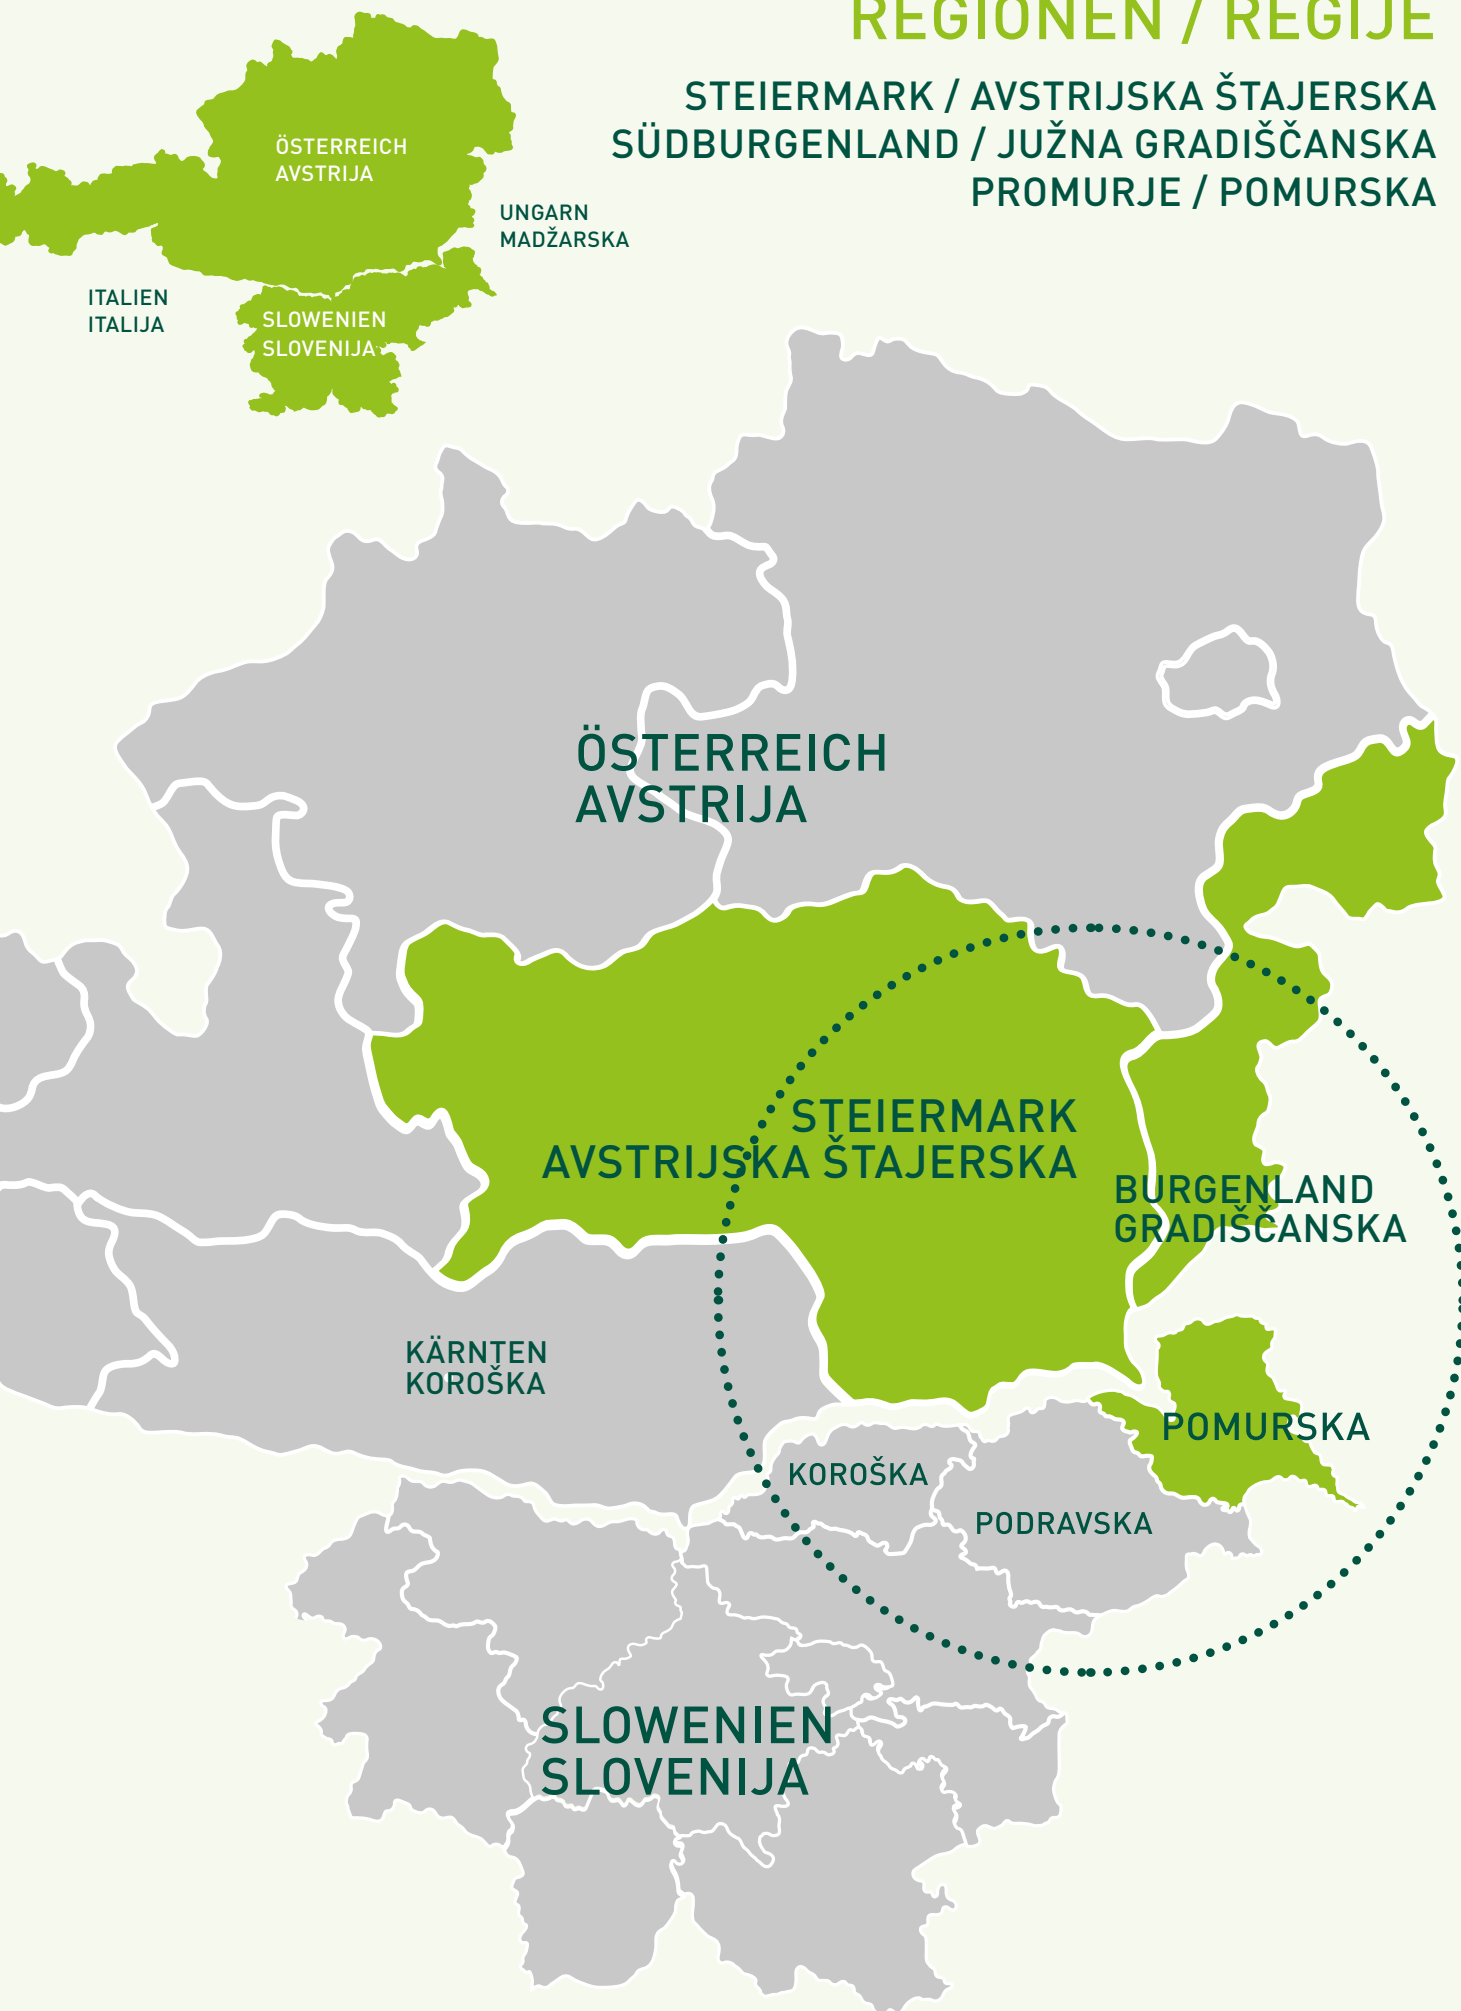 REGIONEN / REGIJE
STEIERMARK / AVSTRIJSKA ŠTAJERSKA
SÜDBURGENLAND / JUŽNA GRADIŠČANSKA
PROMURJE / POMURSKA
ÖSTERREICH
AVSTRIJA
UNGARN
MADŽARSKA
ITALIEN
ITALIJA
SLOWENIEN
SLOVENIJA
ÖSTERREICH
AVSTRIJA
STEIERMARK
AVSTRIJSKA ŠTAJERSKA
BURGENLAND
GRADIŠČANSKA
KÄRNTEN
KOROŠKA
POMURSKA
KOROŠKA
PODRAVSKA
SLOWENIEN
SLOVENIJA